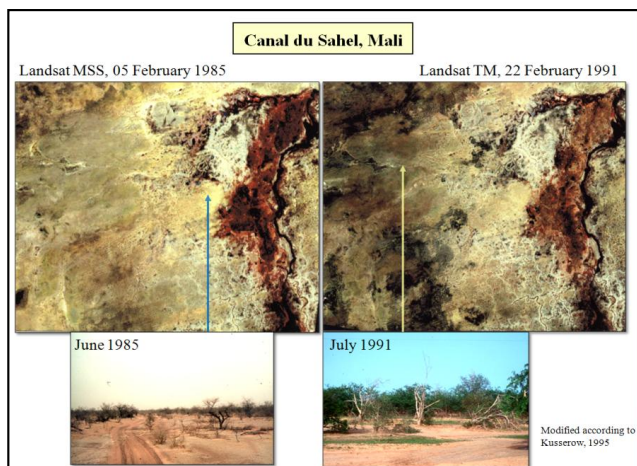 Canal du Sahel, Mali
Landsat MSS, 05 February 1985
Landsat TM, 22 February 1991
June 1985
July 1991
Modified according to
Kusserow, 1995